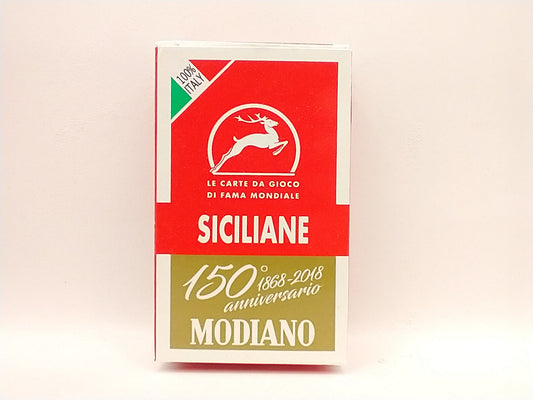 100%
ITALY
LE CARTE DA GIOCO
DI FAMA MONDIALE
SICILIANE
150° 1868-2018
anniversario
MODIANO